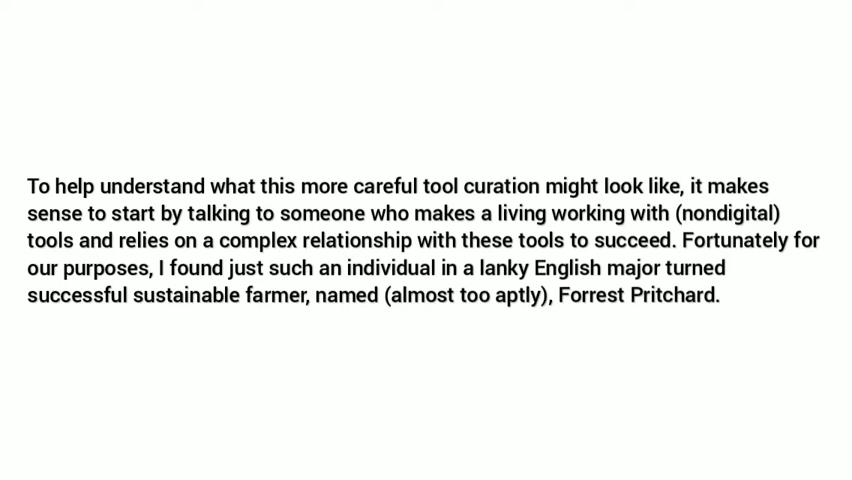 To help understand what this more careful tool curation might look like, it makes
sense to start by talking to someone who makes a living working with (nondigital)
tools and relies on a complex relationship with these tools to succeed. Fortunately for
our purposes, I found just such an individual in a lanky English major turned
successful sustainable farmer, named (almost too aptly), Forrest Pritchard.